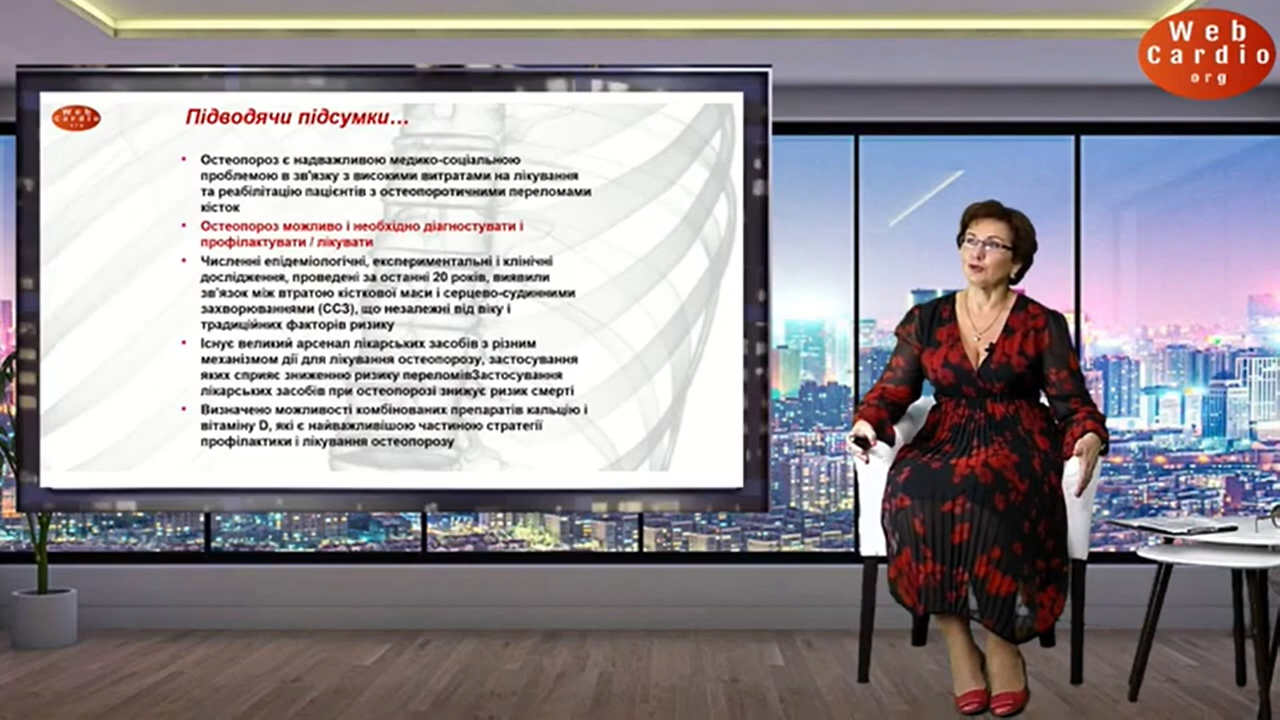 Web
Cardio
org
Web
Cardio
org
Підводячи підсумки...
• Остеопороз є надважливою медико-соціальною
проблемою в зв'язку з високими витратами на лікування
та реабілітацію пацієнтів з остеопоротичними переломами
кісток
• Остеопороз можливо і необхідно діагностувати і
профілактувати / лікувати
• Численні епідеміологічні, експериментальні і клінічні
дослідження, проведені за останні 20 років, виявили
зв'язок між втратою кісткової маси і серцево-судинними
захворюваннями (ССЗ), що незалежні від віку і
традиційних факторів ризику
• Існує великий арсенал лікарських засобів з різним
механізмом дії для лікування остеопорозу, застосування
яких сприяє зниженню ризику переломівЗастосування
лікарських засобів при остеопорозі знижує ризик смерті
• Визначено можливості комбінованих препаратів кальцію і
вітаміну D, які є найважливішою частиною стратегії
профілактики і лікування остеопорозу